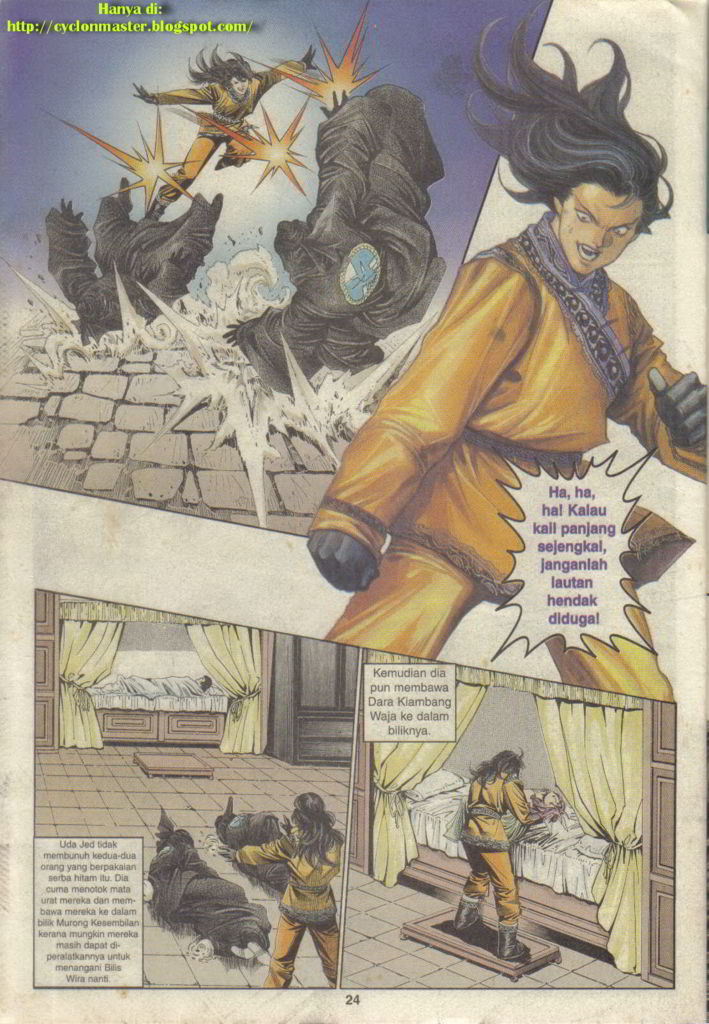 Hanya di:
http://cyclonmaster.blogspot.com/
Ha, ha,
ha! Kalau
kail panjang
sejengkal,
janganlah
lautan
hendak
diduga!
Kemudian dia
pun membawa
Dara Kiambang
Waja ke dalam
biliknya.
Uda Jed tidak
membunuh kedua-dua
orang yang berpakaian
serba hitam itu. Dia
cuma menotok mata
urat mereka dan mem-
bawa mereka ke dalam
bilik Murong Kesembilan
kerana mungkin mereka
masih dapat di-
peralatkannya untuk
menangani Bilis
Wira nanti.
24